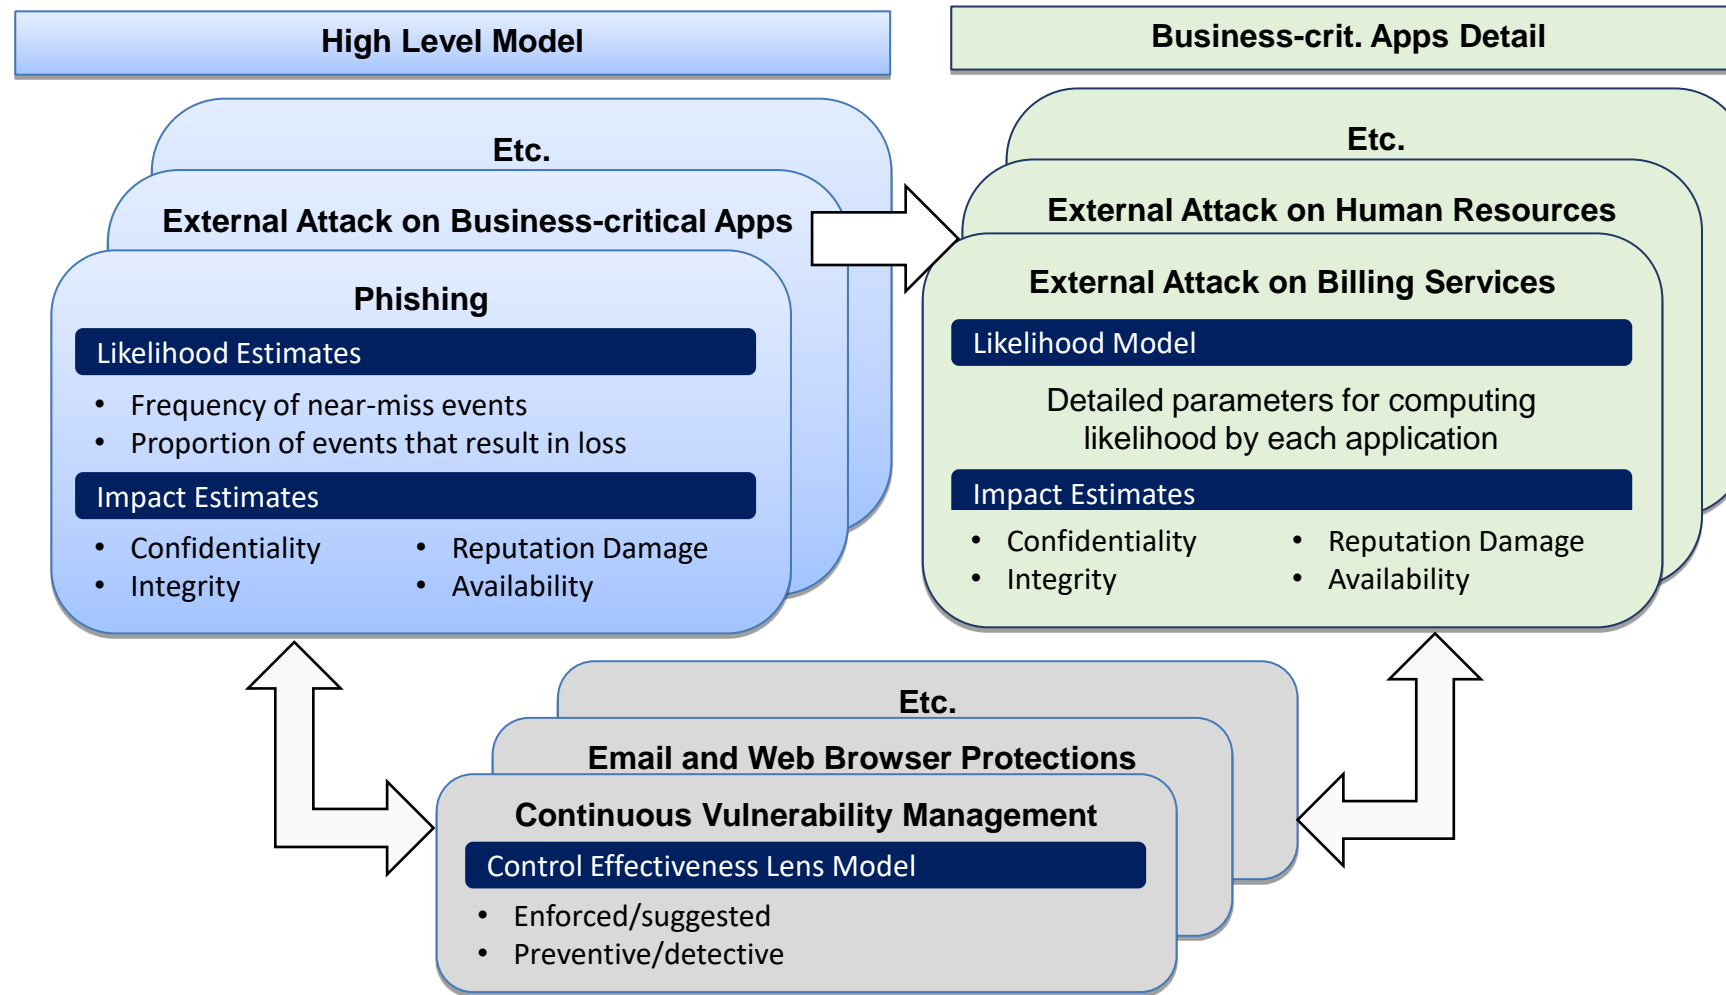 High Level Model
Etc.
External Attack on Business-critical Apps
Phishing
Likelihood Estimates
• Frequency of near-miss events
• Proportion of events that result in loss
Impact Estimates
• Confidentiality
• Integrity
• Reputation Damage
• Availability
Business-crit. Apps Detail
Etc.
External Attack on Human Resources
External Attack on Billing Services
Likelihood Model
Detailed parameters for computing
likelihood by each application
Impact Estimates
• Confidentiality
• Integrity
• Reputation Damage
• Availability
Etc.
Email and Web Browser Protections
Continuous Vulnerability Management
Control Effectiveness Lens Model
• Enforced/suggested
• Preventive/detective